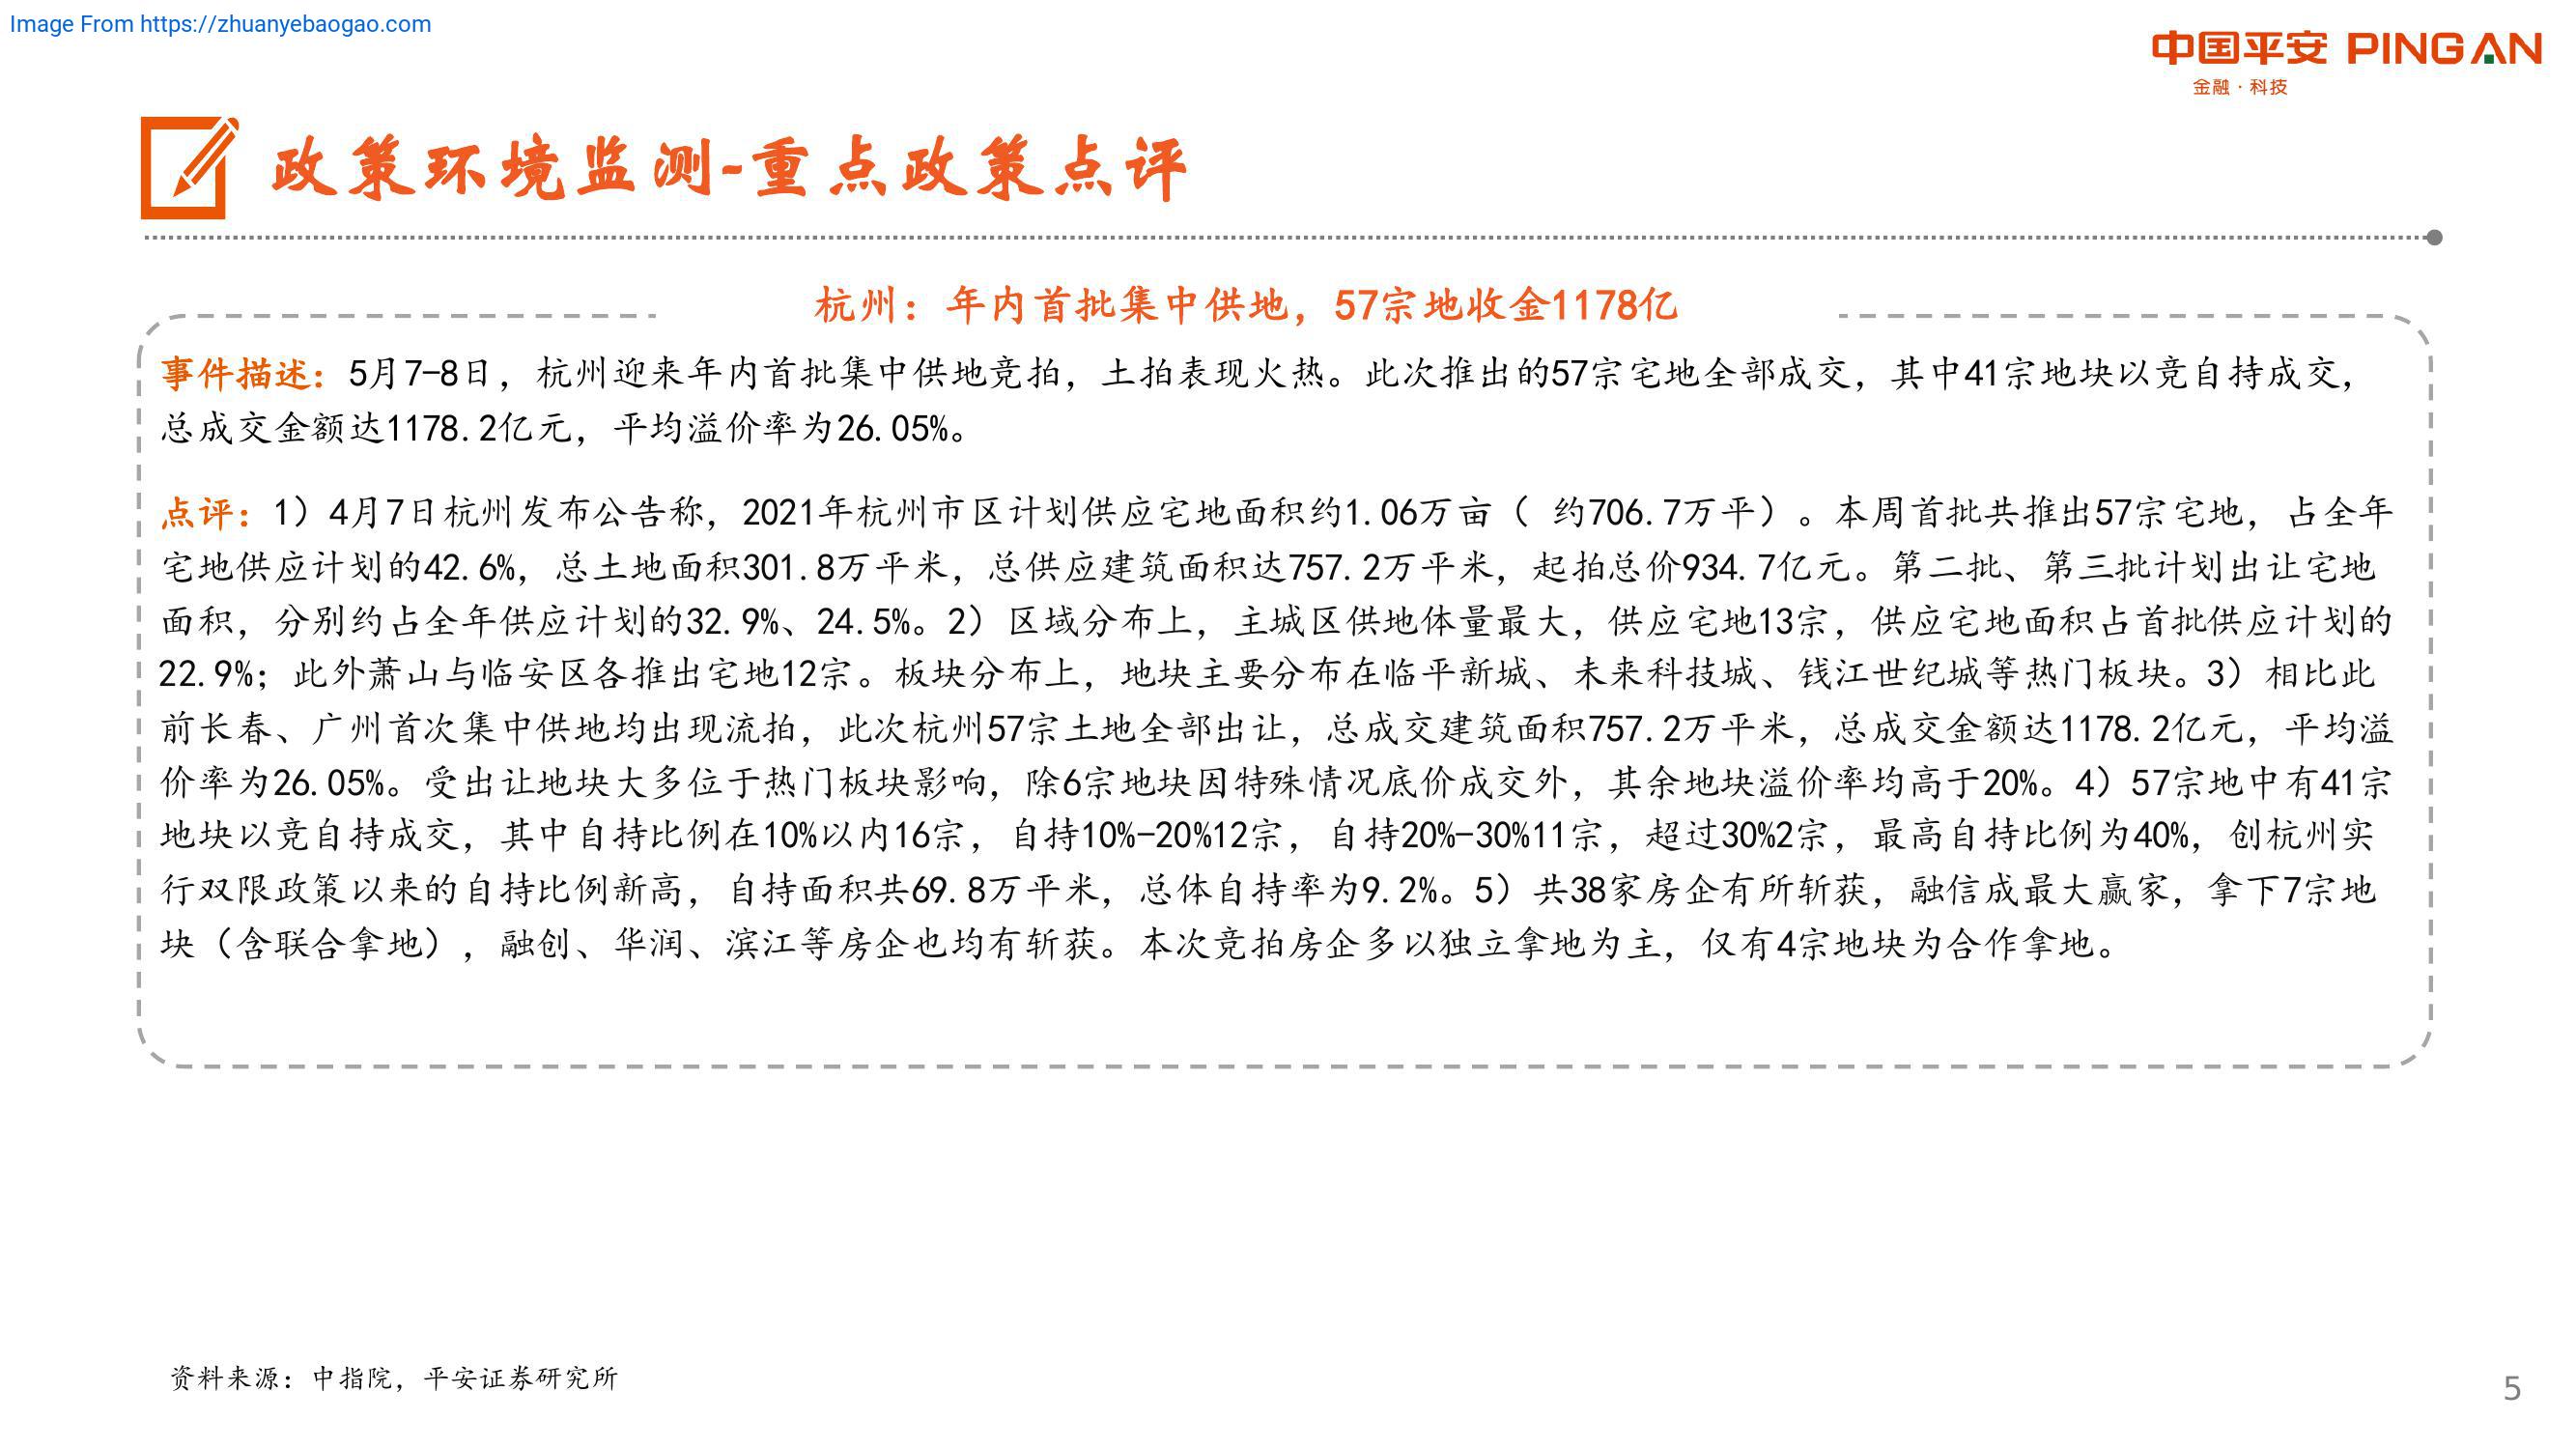 Image From https://zhuanyebaogao.com
中国平安 PINGAN
金融·科技
政策环境监测-重点政策点评
杭州：年内首批集中供地，57宗地收金1178亿
事件描述：5月7-8日，杭州迎来年内首批集中供地竞拍，土拍表现火热。此次推出的57宗宅地全部成交，其中41宗地块以竞自持成交，
总成交金额达1178.2亿元，平均溢价率为26.05%。
点评：1）4月7日杭州发布公告称，2021年杭州市区计划供应宅地面积约1.06万亩（ 约706.7万平）。本周首批共推出57宗宅地，占全年
宅地供应计划的42.6%，总土地面积301.8万平米，总供应建筑面积达757.2万平米，起拍总价934.7亿元。第二批、第三批计划出让宅地
面积，分别约占全年供应计划的32.9%、24.5%。2）区域分布上，主城区供地体量最大，供应宅地13宗，供应宅地面积占首批供应计划的
22.9%；此外萧山与临安区各推出宅地12宗。板块分布上，地块主要分布在临平新城、未来科技城、钱江世纪城等热门板块。3）相比此
前长春、广州首次集中供地均出现流拍，此次杭州57宗土地全部出让，总成交建筑面积757.2万平米，总成交金额达1178.2亿元，平均溢
价率为26.05%。受出让地块大多位于热门板块影响，除6宗地块因特殊情况底价成交外，其余地块溢价率均高于20%。4）57宗地中有41宗
地块以竞自持成交，其中自持比例在10%以内16宗，自持10%-20%12宗，自持20%-30%11宗，超过30%2宗，最高自持比例为40%，创杭州实
行双限政策以来的自持比例新高，自持面积共69.8万平米，总体自持率为9.2%。5）共38家房企有所斩获，融信成最大赢家，拿下7宗地
块（含联合拿地），融创、华润、滨江等房企也均有斩获。本次竞拍房企多以独立拿地为主，仅有4宗地块为合作拿地。
资料来源：中指院，平安证券研究所
5